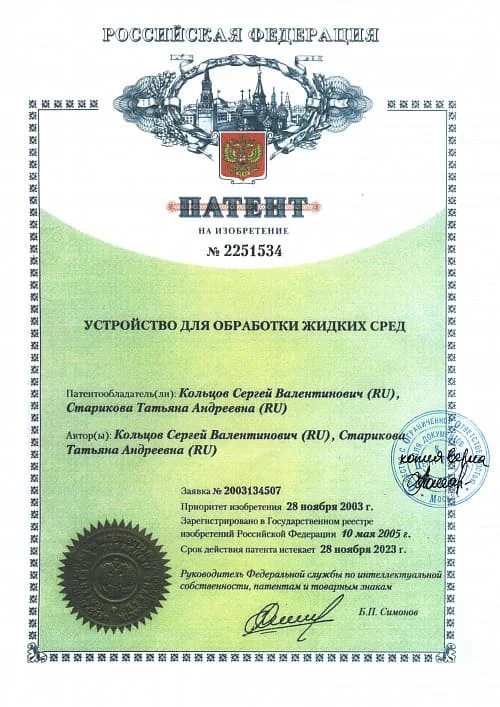 РОССИЙСКАЯ ФЕДЕРАЦИЯ
ПАТЕНТ
НА ИЗОБРЕТЕНИЕ
№ 2251534
УСТРОЙСТВО ДЛЯ ОБРАБОТКИ ЖИДКИХ СРЕД
Патентообладатель(ли): Кольцов Сергей Валентинович (RU),
Старикова Татьяна Андреевна (RU)
Автор(ы): Кольцов Сергей Валентинович (RU), Старикова
Татьяна Андреевна (RU)
Заявка № 2003134507
Приоритет изобретения 28 ноября 2003 г.
Зарегистрировано в Государственном реестре
изобретений Российской Федерации 10 мая 2005 г.
Срок действия патента истекает 28 ноября 2023 г.
Руководитель Федеральной службы по интеллектуальной
собственности, патентам и товарным знакам
Б.П. Симонов
копия верна